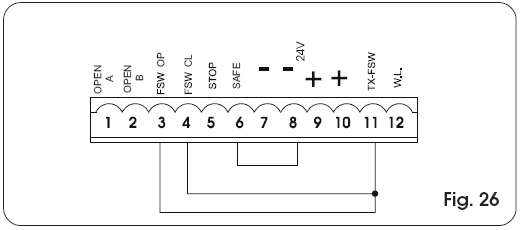 OPEN A
OPEN B
FSW OP
FSW CL
STOP
SAFE
- -
24V
+ +
TX-FSW
W.L.
1 2 3 4 5 6 7 8 9 10 11 12
Fig. 26